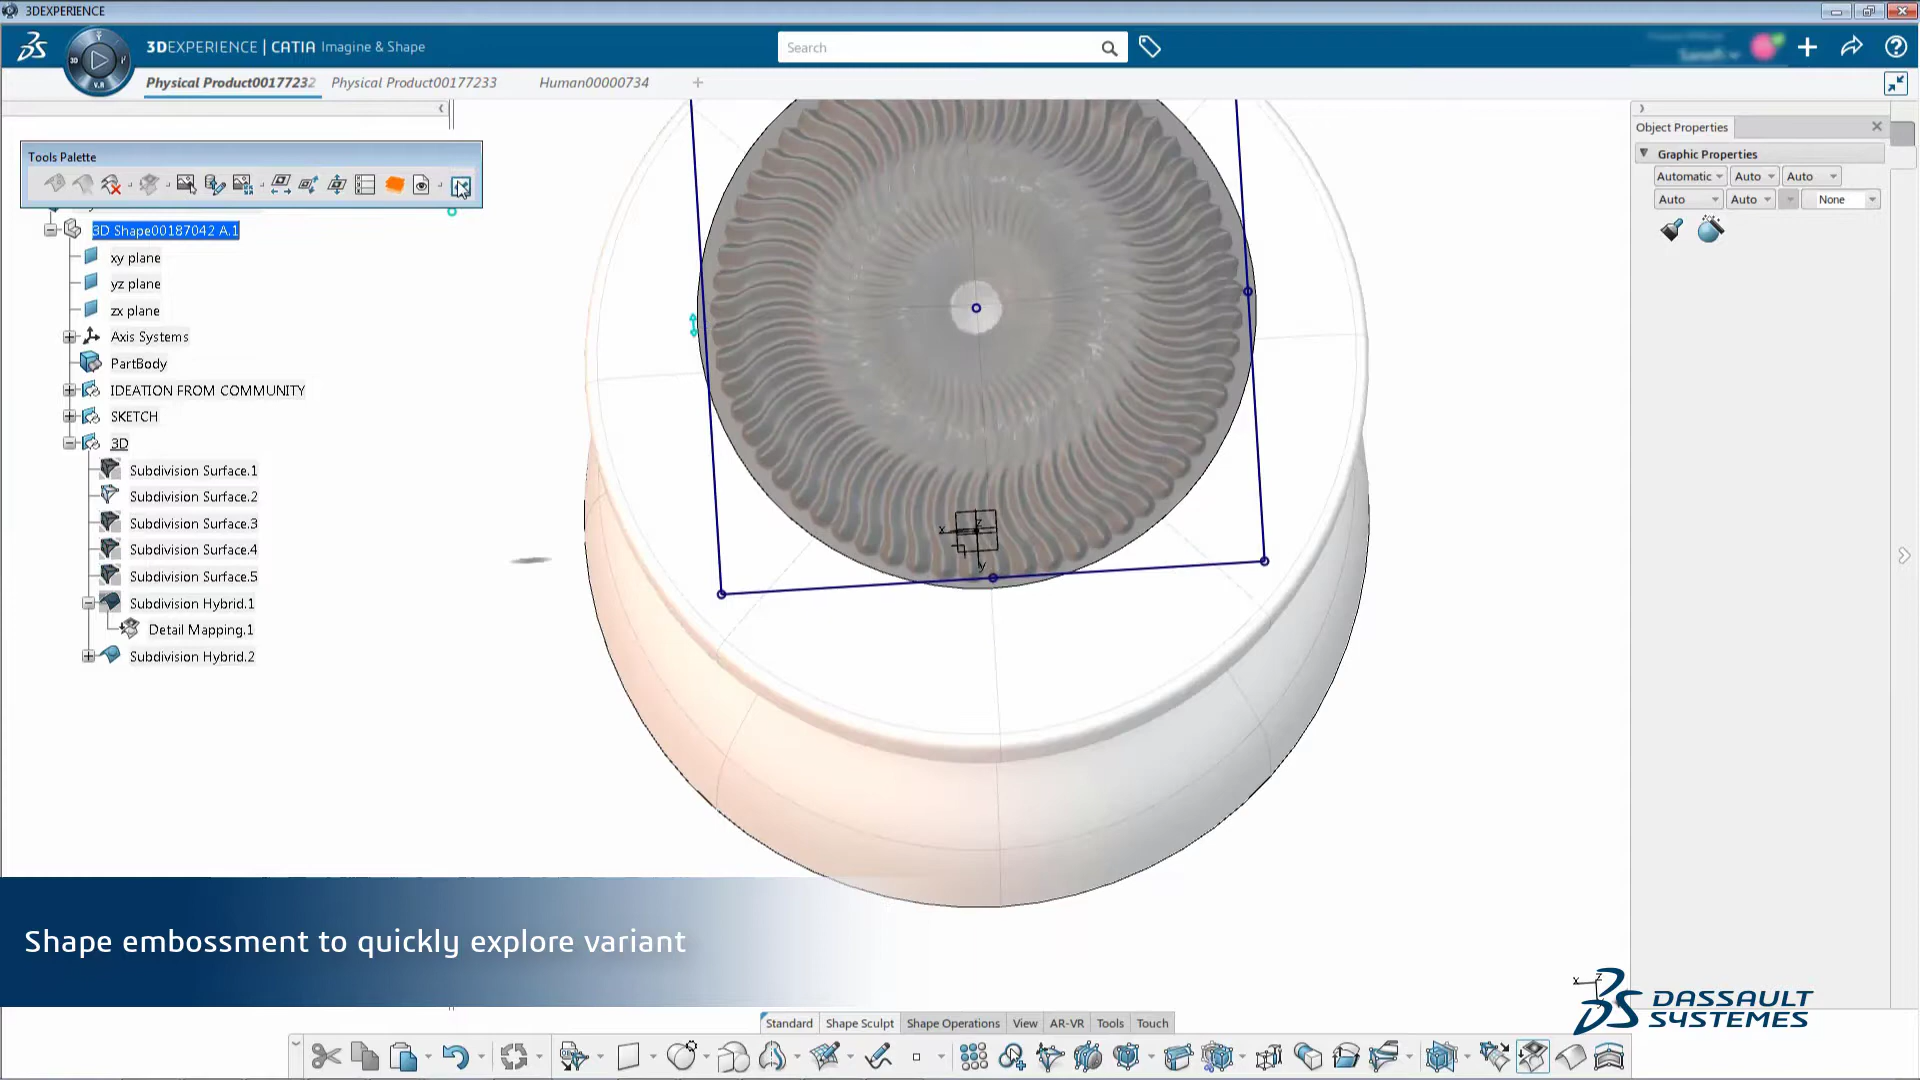 3DEXPERIENCE
3DEXPERIENCE | CATIA Imagine & Shape
Search
3D
V.R
Physical Product00177232
Physical Product00177233
Human00000734
Tools Palette
3D Shape00187042 A.1
xy plane
yz plane
zx plane
Axis Systems
PartBody
IDEATION FROM COMMUNITY
SKETCH
3D
Subdivision Surface.1
Subdivision Surface.2
Subdivision Surface.3
Subdivision Surface.4
Subdivision Surface.5
Subdivision Hybrid.1
Detail Mapping.1
Subdivision Hybrid.2
x
z
y
Object Properties
Graphic Properties
Automatic Auto Auto
Auto Auto None
Shape embossment to quickly explore variant
x
z
DASSAULT
SYSTEMES
Standard Shape Sculpt Shape Operations View AR-VR Tools Touch